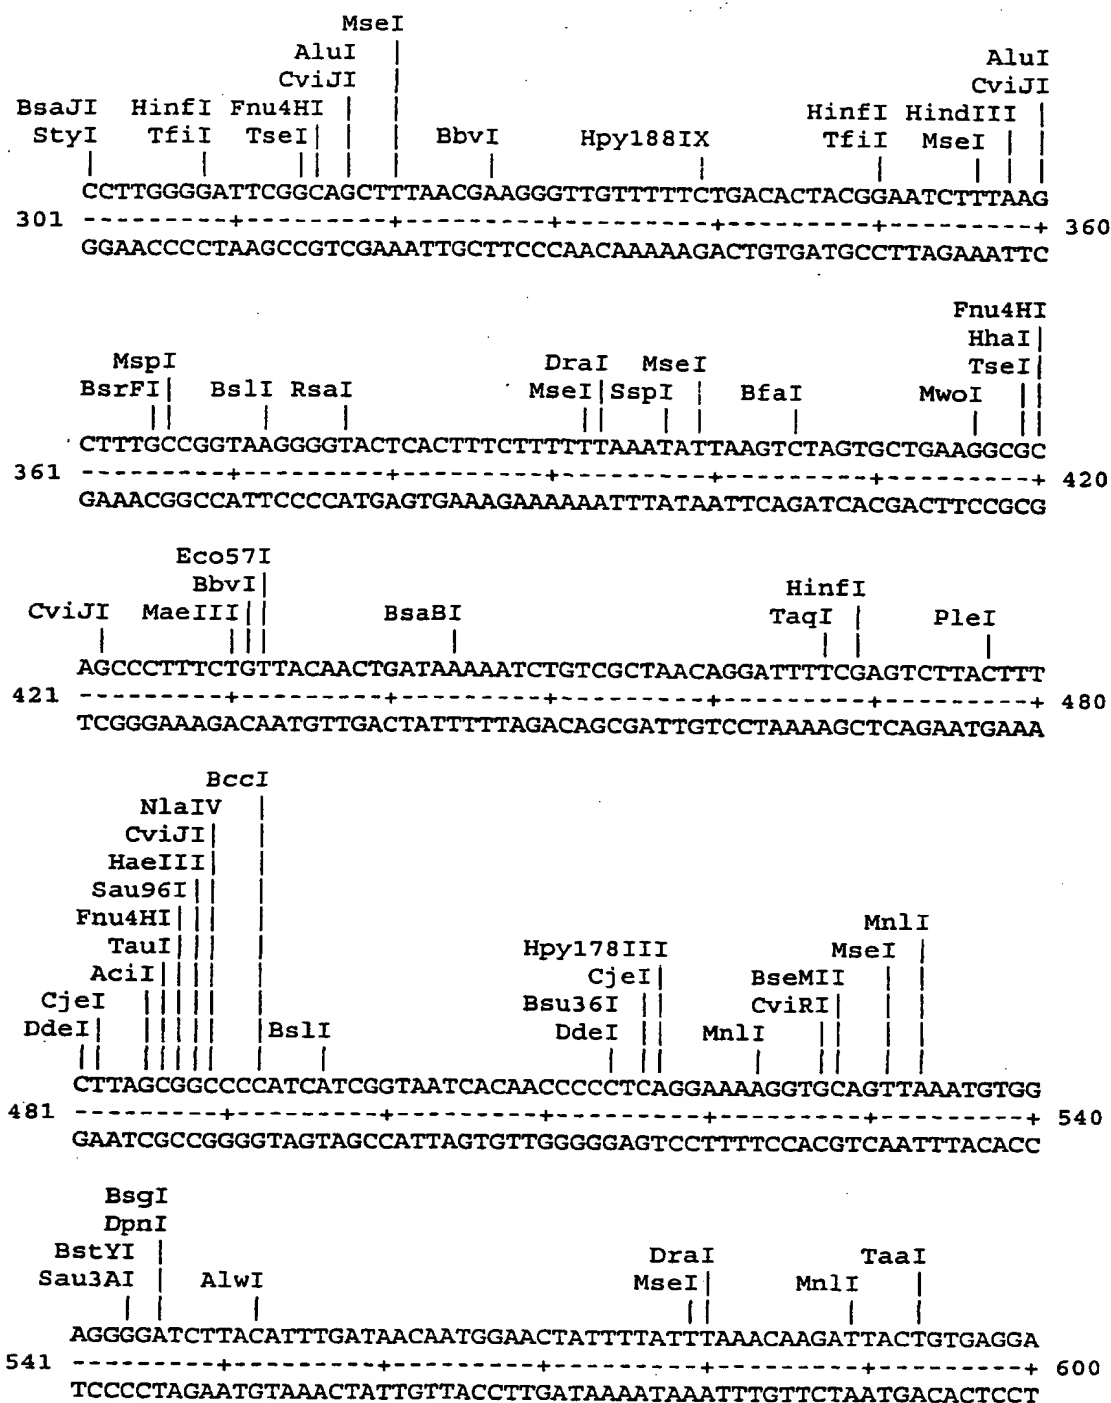 MseI
AluI |
AluI
CviJI |
CviJI
BsaJI HinfI Fnu4HI
HinfI HindIII
StyI TfiI TseI BbvI Hpy188IX TfiI MseI
CCTTGGGGATTCGGCAGCTTTAACGAAGGGTTGTTTTTCTGACACTACGGAATCTTTAAG
301 ---------+---------+---------+---------+---------+---------+ 360
GGAACCCCTAAGCCGTCGAAATTGCTTCCCAACAAAAAGACTGTGATGCCTTAGAAATTC
Fnu4HI
HhaI
MspI DraI MseI TseI
BsrFI BslI RsaI MseI SspI BfaI MwoI
CTTTGCCGGTAAGGGGTACTCACTTTCTTTTTTTAAATATTAAGTCTAGTGCTGAAGGCGC
361 ---------+---------+---------+---------+---------+---------+ 420
GAAACGGCCATTCCCCATGAGTGAAAGAAAAAATTTATAATTCAGATCACGACTTCCGCG
Eco57I
BbvI HinfI
CviJI MaeIII BsaBI TaqI PleI
AGCCCTTTCTGTTACAACTGATAAAAATCTGTCGCTAACAGGATTTTCGAGTCTTACTTT
421 ---------+---------+---------+---------+---------+---------+ 480
TCGGGAAAGACAATGTTGACTATTTTTAGACAGCGATTGTCCTAAAAGCTCAGAATGAAA
BccI
NlaIV
CviJI
HaeIII
Sau96I
Fnu4HI MnlI
TauI Hpy178III MseI
AciI CjeI BseMII
CjeI Bsu36I CviRI
DdeI BslI DdeI MnlI
CTTAGCGGCCCCATCATCGGTAATCACAACCCCCTCAGGAAAAGGTGCAGTTAAATGTGG
481 ---------+---------+---------+---------+---------+---------+ 540
GAATCGCCGGGGTAGTAGCCATTAGTGTTGGGGGAGTCCTTTTCCACGTCAATTTACACC
BsgI
DpnI
BstYI DraI TaaI
Sau3AI AlwI MseI MnlI
AGGGGATCTTACATTTGATAACAATGGAACTATTTTATTTAAACAAGATTACTGTGAGGA
541 ---------+---------+---------+---------+---------+---------+ 600
TCCCCTAGAATGTAAACTATTGTTACCTTGATAAAATAAATTTGTTCTAATGACACTCCT